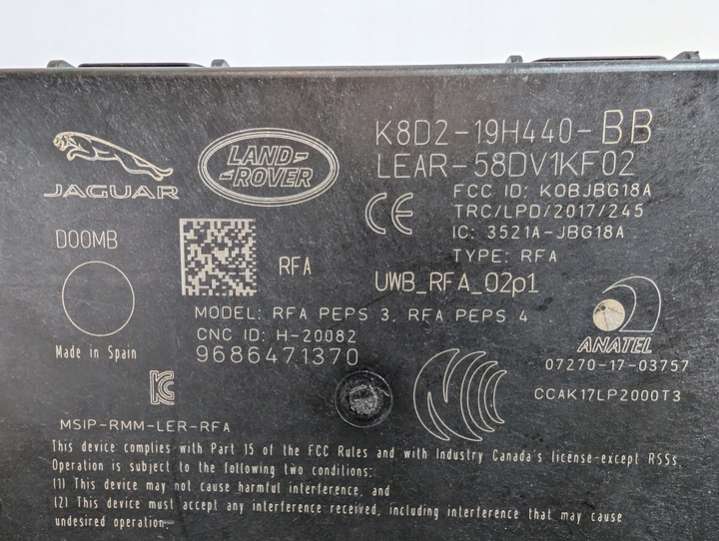 K8D2-19H440-BB
LEAR-58DV1KF02
JAGUAR
LAND-
-ROVER
FCC ID: KOBJBG18A
TRC/LPD/2017/245
IC: 3521A-JBG18A
TYPE: RFA
CE
DOOMB
RFA
UWB_RFA_02p1
MODEL: RFA PEPS 3, RFA PEPS 4
CNC ID: H-20082
9686471370
Made in Spain
ANATEL
07270-17-03757
CCAK17LP2000T3
MSIP-RMM-LER-RFA
This device complies with Part 15 of the FCC Rules and with Industry Canada's license-except RSSs.
Operation is subject to the following two conditions:
(1) This device may not cause harmful interference, and
(2) This device must accept any interference received, including interference that may cause
undesired operation